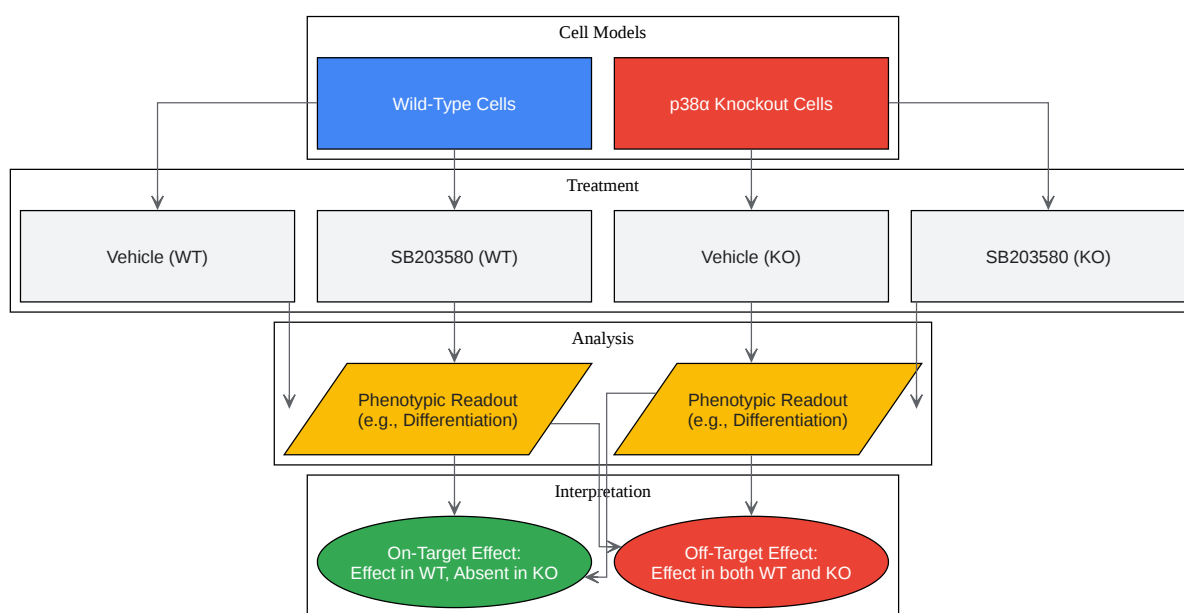 Cell Models
Wild-Type Cells
p38α Knockout Cells
Treatment
Vehicle (WT)
SB203580 (WT)
Vehicle (KO)
SB203580 (KO)
Analysis
Phenotypic Readout
(e.g., Differentiation)
Phenotypic Readout
(e.g., Differentiation)
Interpretation
On-Target Effect:
Effect in WT, Absent in KO
Off-Target Effect:
Effect in both WT and KO